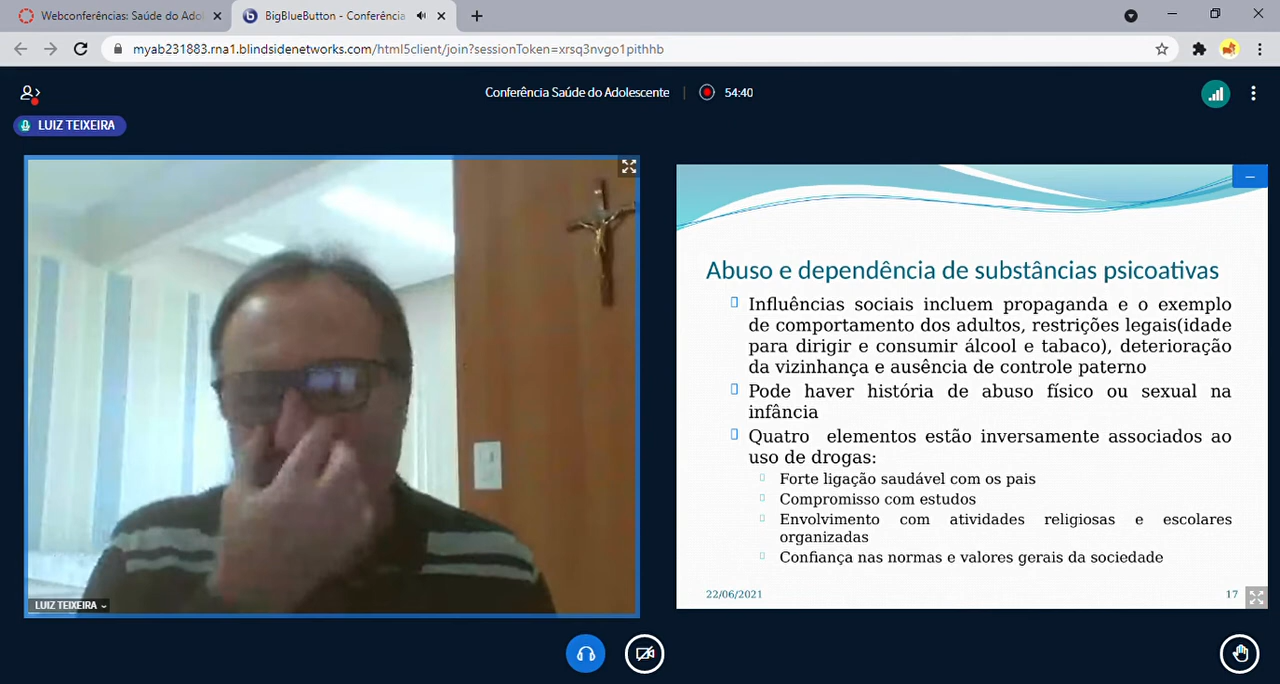 Webconferências: Saúde do Adol
BigBlueButton - Conferência
myab231883.rna1.blindsidenetworks.com/html5client/join?sessionToken=xrsq3nvgo1pithhb
Conferência Saúde do Adolescente
54:40
LUIZ TEIXEIRA
LUIZ TEIXEIRA
Abuso e dependência de substâncias psicoativas
Influências sociais incluem propaganda e o exemplo
de comportamento dos adultos, restrições legais(idade
para dirigir e consumir álcool e tabaco), deterioração
da vizinhança e ausência de controle paterno
Pode haver história de abuso físico ou sexual na
infância
Quatro elementos estão inversamente associados ao
uso de drogas:
Forte ligação saudável com os pais
Compromisso com estudos
Envolvimento com atividades religiosas e escolares
organizadas
Confiança nas normas e valores gerais da sociedade
22/06/2021
17